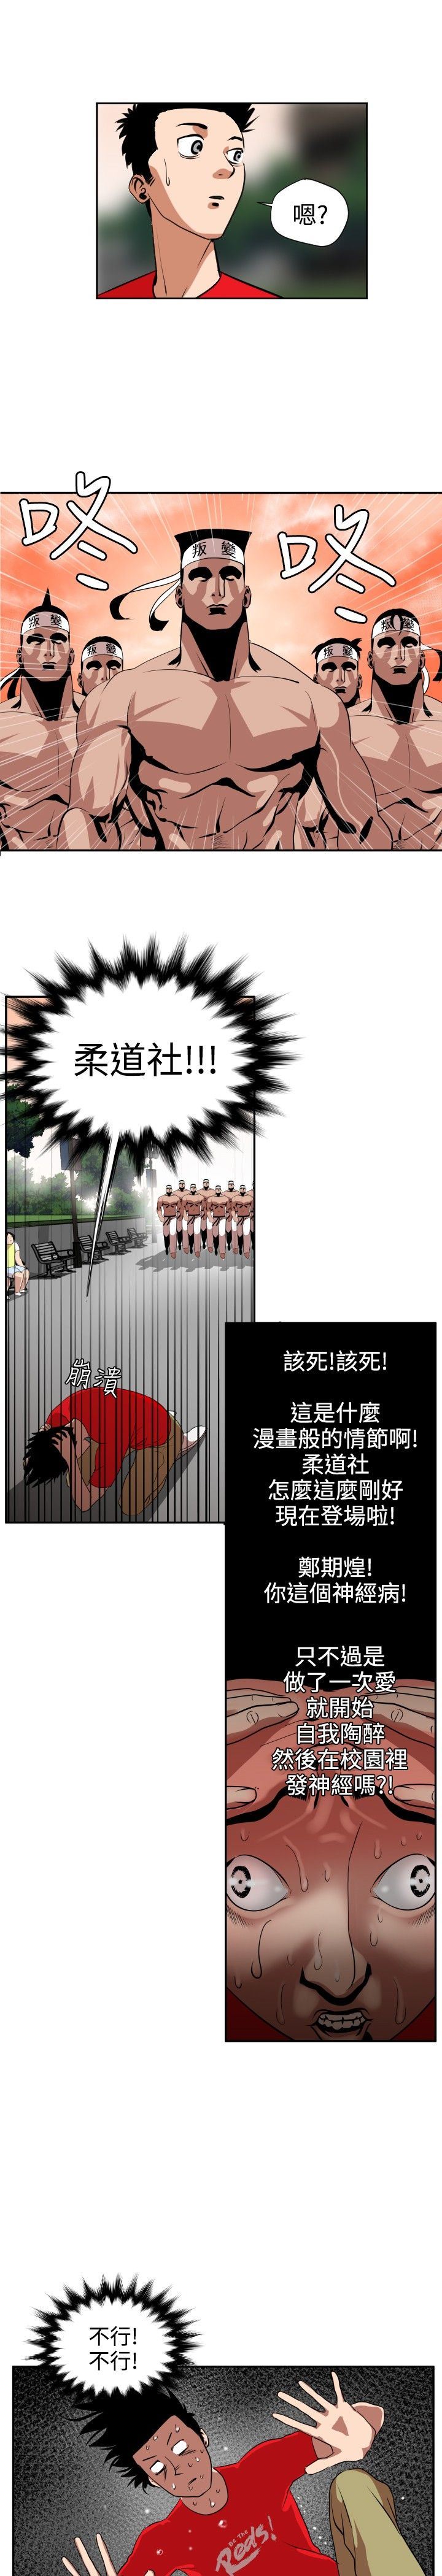 嗯?
咚
咚
叛變
叛變
叛變
叛變
叛變
柔道社!!!
崩潰
該死!該死!
這是什麼
漫畫般的情節啊!
柔道社
怎麼這麼剛好
現在登場啦!
鄭期煌!
你這個神經病!
只不過是
做了一次愛
就開始
自我陶醉
然後在校園裡
發神經嗎?!
不行!
不行!
Be The
Reds!